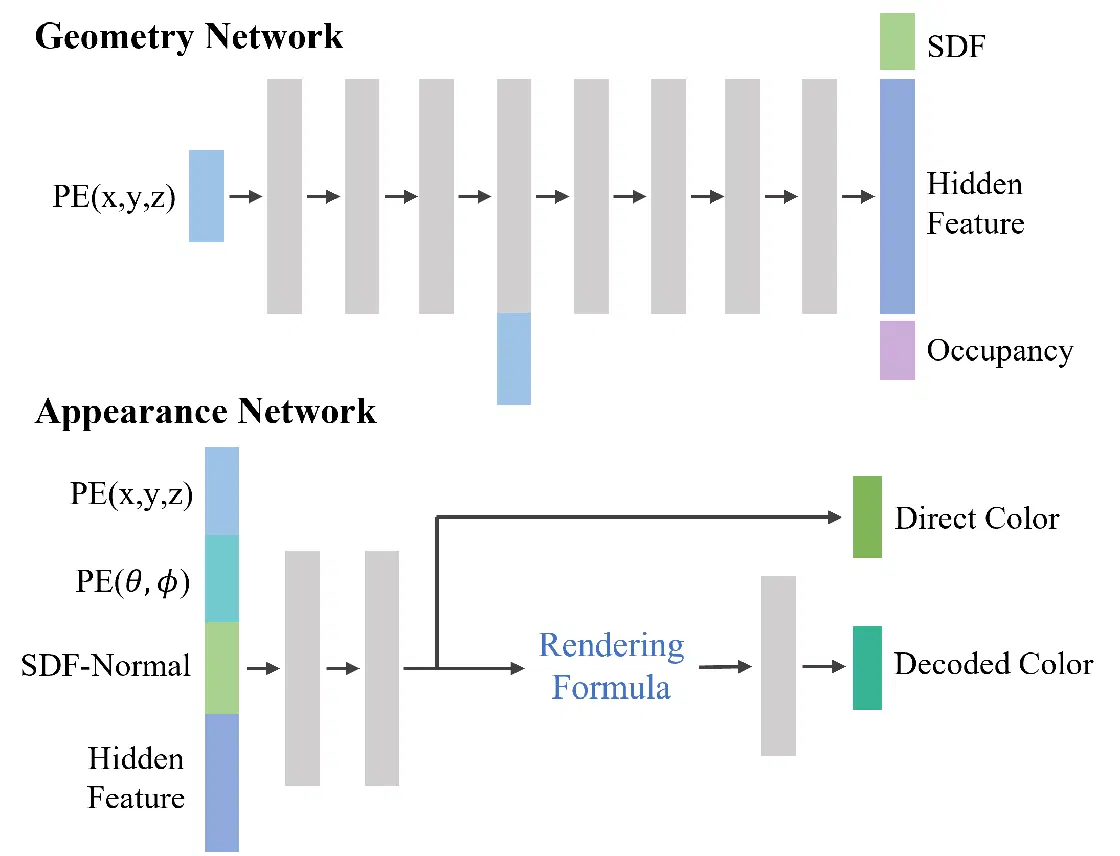 Geometry Network
SDF
PE(x,y,z)
Hidden
Feature
Occupancy
Appearance Network
PE(x,y,z)
Direct Color
PE(θ, ϕ)
SDF-Normal
Rendering
Formula
Decoded Color
Hidden
Feature